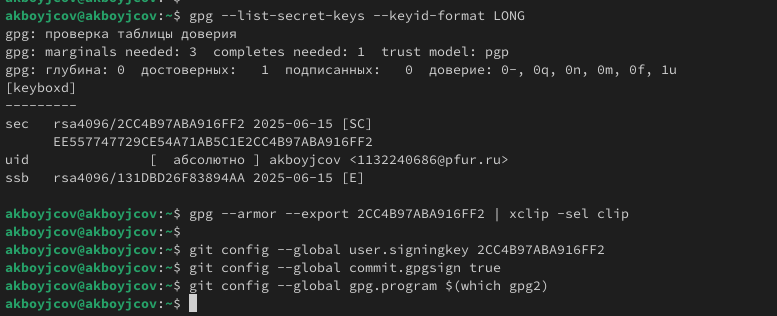 akboyjcov@akboyjcov:~$ gpg --list-secret-keys --keyid-format LONG
gpg: проверка таблицы доверия
gpg: marginals needed: 3  completes needed: 1  trust model: pgp
gpg: глубина: 0  достоверных:   1  подписанных:   0  доверие: 0-, 0q, 0n, 0m, 0f, 1u
[keyboxd]
---------
sec   rsa4096/2CC4B97ABA916FF2 2025-06-15 [SC]
      EE557747729CE54A71AB5C1E2CC4B97ABA916FF2
uid               [  абсолютно ] akboyjcov <1132240686@pfur.ru>
ssb   rsa4096/131DBD26F83894AA 2025-06-15 [E]
akboyjcov@akboyjcov:~$ gpg --armor --export 2CC4B97ABA916FF2 | xclip -sel clip
akboyjcov@akboyjcov:~$
akboyjcov@akboyjcov:~$ git config --global user.signingkey 2CC4B97ABA916FF2
akboyjcov@akboyjcov:~$ git config --global commit.gpgsign true
akboyjcov@akboyjcov:~$ git config --global gpg.program $(which gpg2)
akboyjcov@akboyjcov:~$